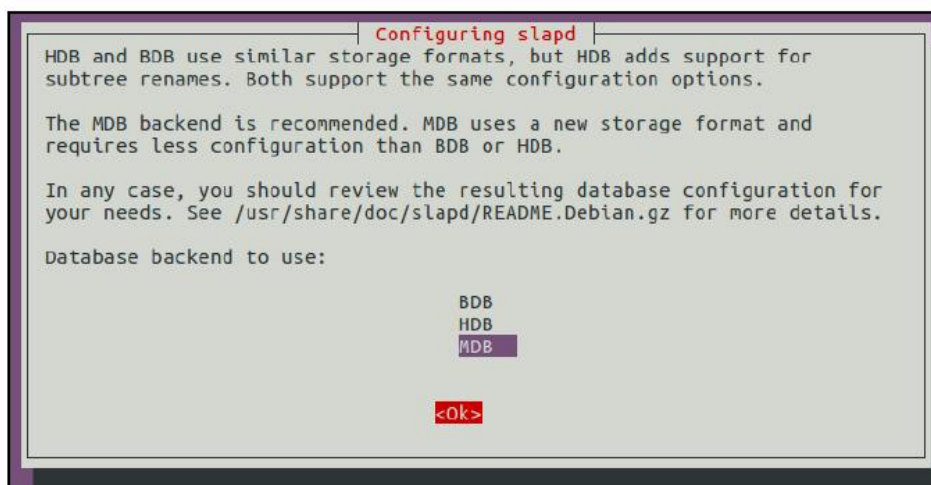 Configuring slapd
HDB and BDB use similar storage formats, but HDB adds support for
subtree renames. Both support the same configuration options.
The MDB backend is recommended. MDB uses a new storage format and
requires less configuration than BDB or HDB.
In any case, you should review the resulting database configuration for
your needs. See /usr/share/doc/slapd/README.Debian.gz for more details.
Database backend to use:
BDB
HDB
MDB
<Ok>